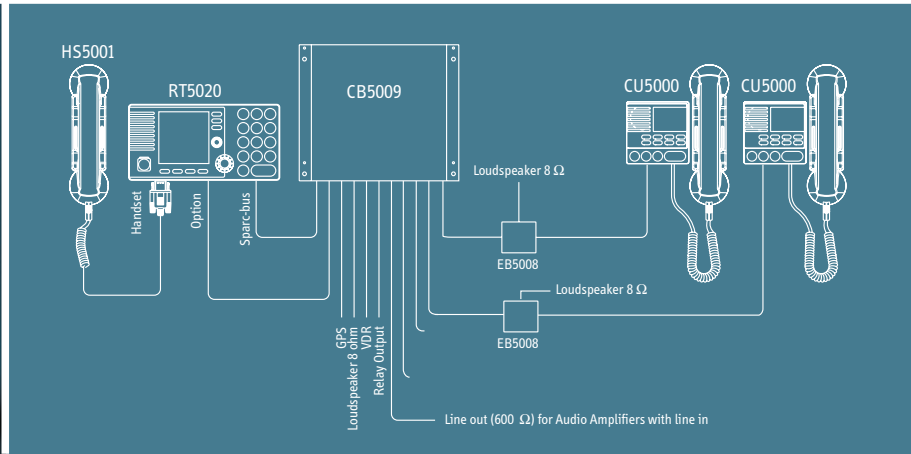 HS5001
RT5020
CB5009
CU5000
CU5000
Handset
Option
Sparc-bus
Loudspeaker 8 Ω
EB5008
Loudspeaker 8 Ω
EB5008
GPS
Loudspeaker 8 ohm
VDR
Relay Output
Line out (600 Ω) for Audio Amplifiers with line in